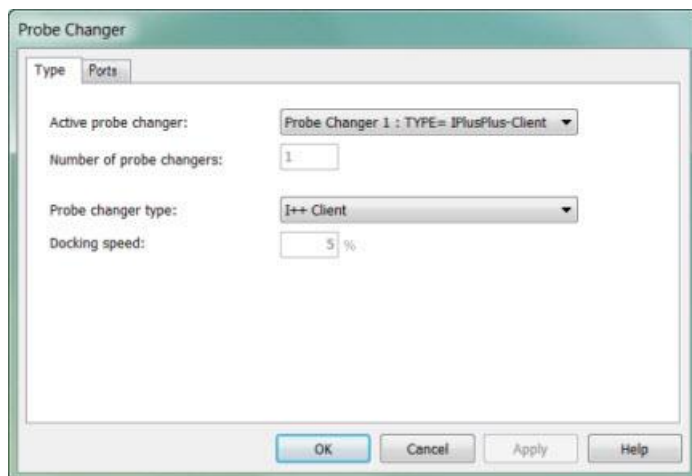 Probe Changer
Type Ports
Active probe changer: Probe Changer 1 : TYPE= IPlusPlus-Client
Number of probe changers: 1
Probe changer type: I++ Client
Docking speed: 5 %
OK Cancel Apply Help